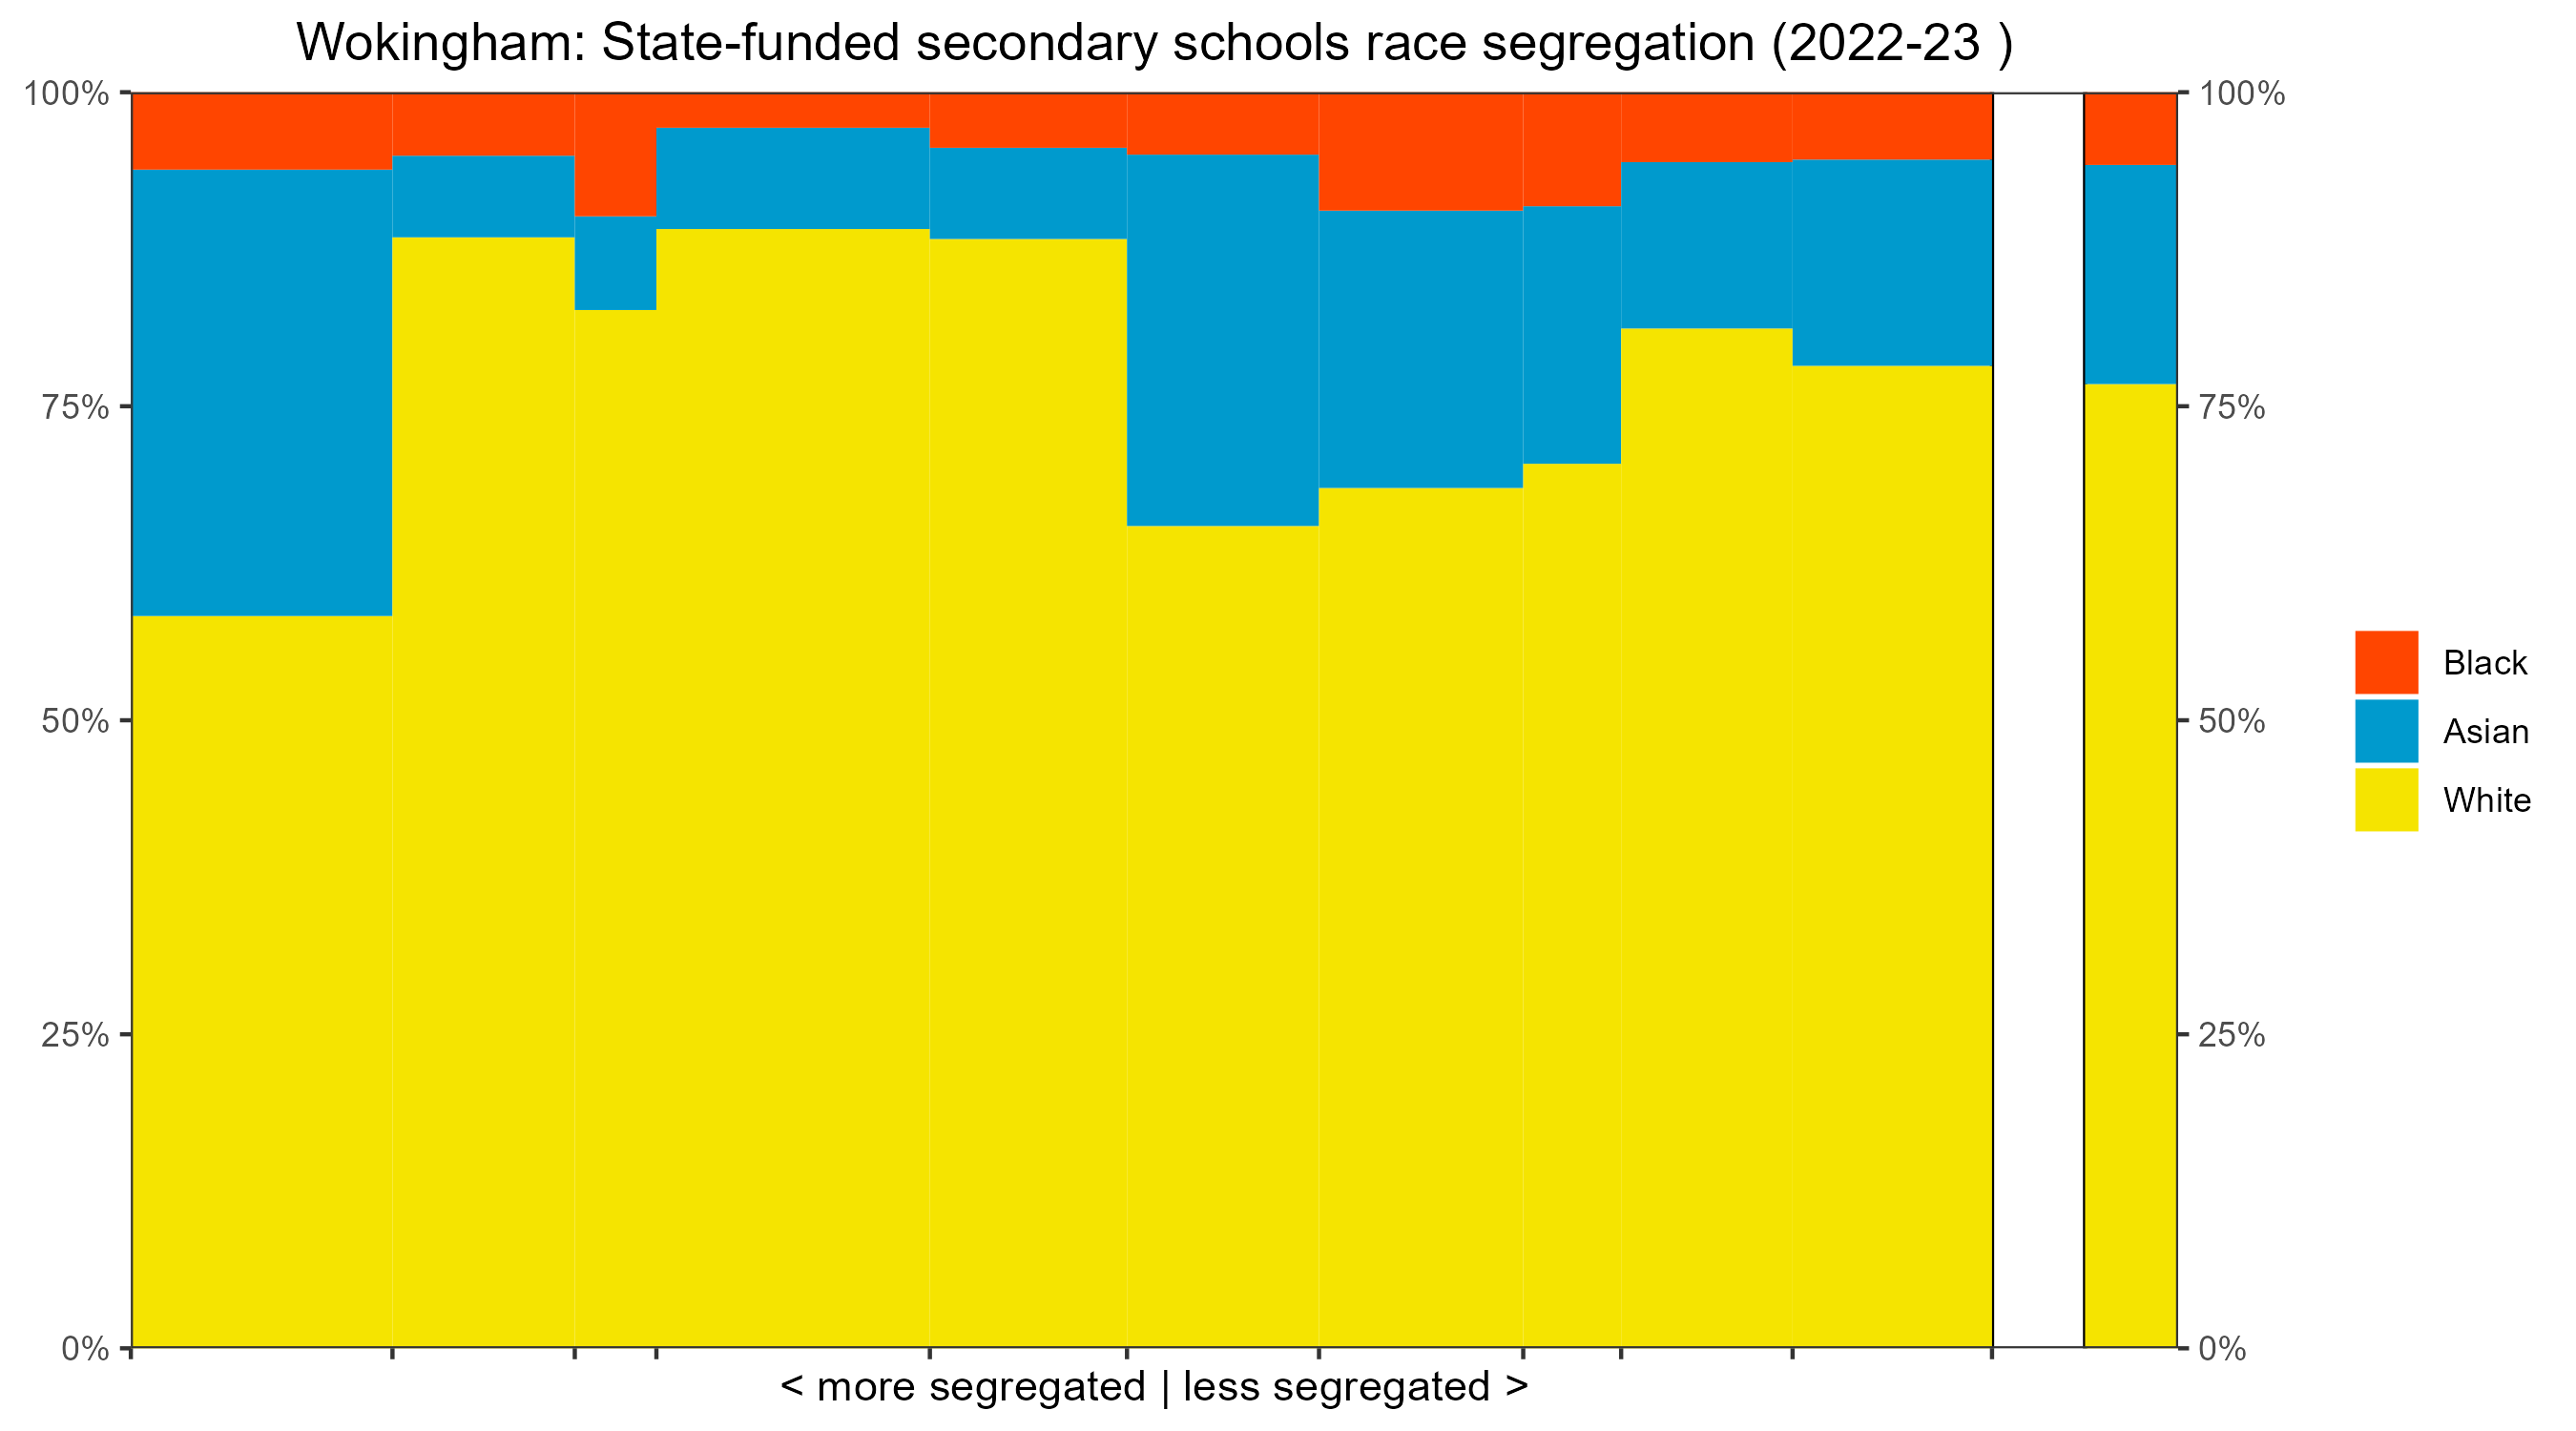 Wokingham: State-funded secondary schools race segregation (2022-23 )
100%
75%
50%
25%
0%
100%
75%
50%
25%
0%
Black
Asian
White
< more segregated | less segregated >